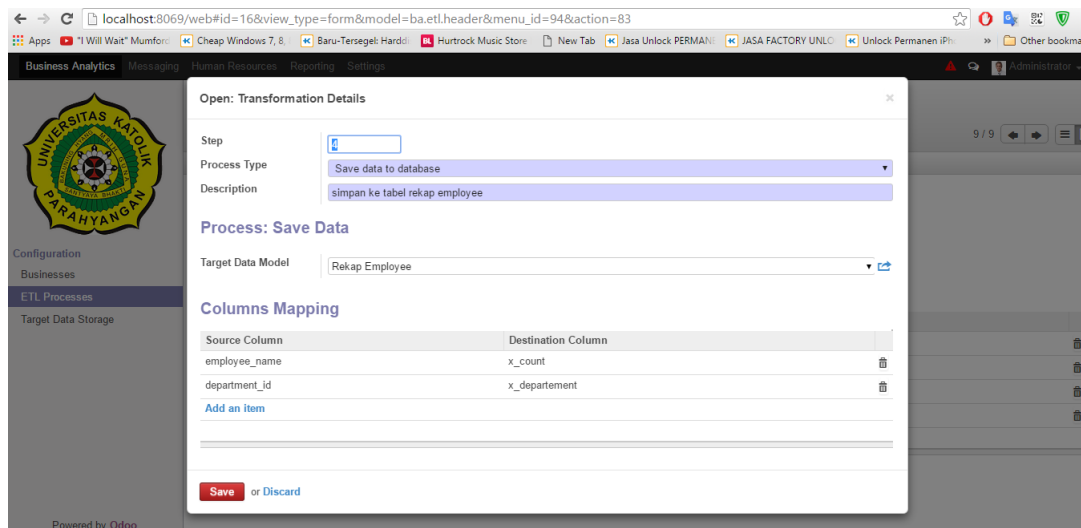 localhost:8069/web#id=16&view_type=form&model=ba.etl.header&menu_id=94&action=83
Apps "I Will Wait" Mumford Cheap Windows 7, 8, Baru-Tersegel: Harddi Hurtrock Music Store New Tab Jasa Unlock PERMANE JASA FACTORY UNLO Unlock Permanen iPh » Other bookma
Business Analytics Messaging Human Resources Reporting Settings Administrator
Open: Transformation Details ×
9 / 9
UNIVERSITAS KATOLIK
PARAHYANGAN
Step 4
Process Type Save data to database
Description simpan ke tabel rekap employee
Process: Save Data
Configuration
Businesses
ETL Processes
Target Data Storage
Target Data Model Rekap Employee
Columns Mapping
Source Column Destination Column
employee_name x_count
department_id x_departement
Add an item
Save or Discard
Powered by Odoo